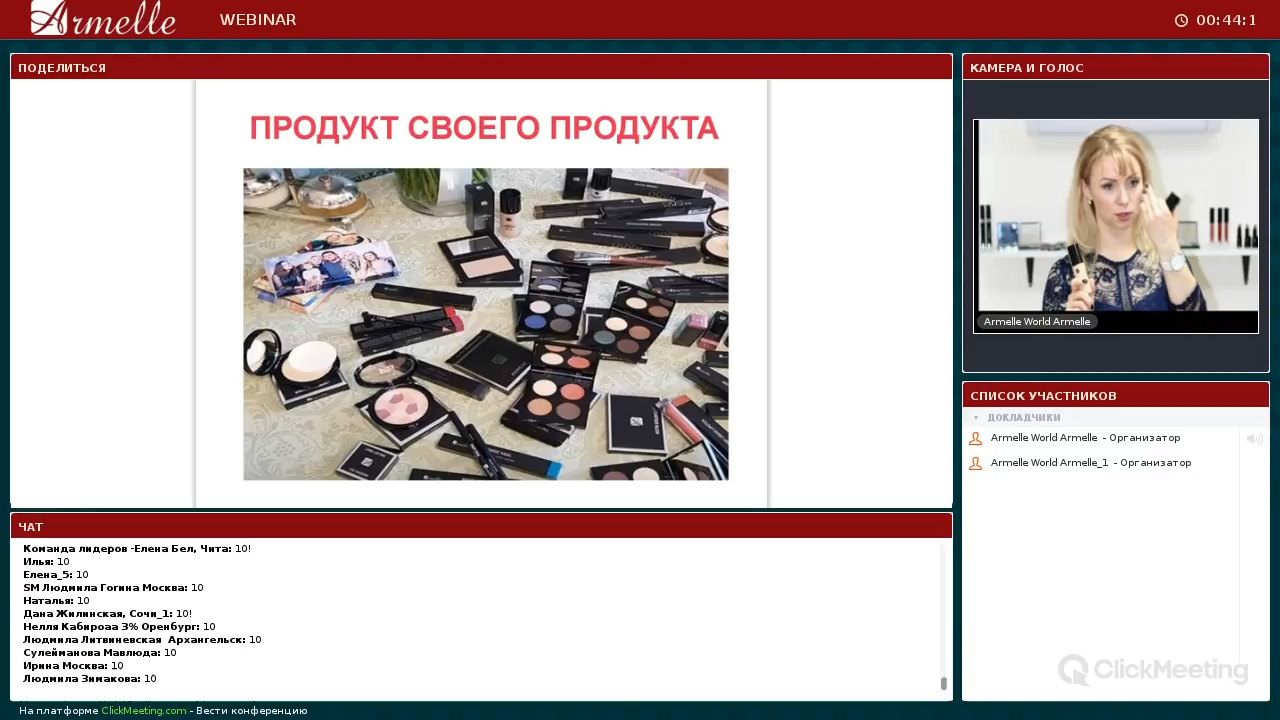 Armelle
WEBINAR
00:44:1
ПОДЕЛИТЬСЯ
ПРОДУКТ СВОЕГО ПРОДУКТА
КАМЕРА И ГОЛОС
Armelle World Armelle
СПИСОК УЧАСТНИКОВ
ДОКЛАДЧИКИ
Armelle World Armelle - Организатор
Armelle World Armelle_1 - Организатор
ClickMeeting
ЧАТ
Команда лидеров -Елена Бел, Чита: 10!
Илья: 10
Елена_5: 10
SM Людмила Гогина Москва: 10
Наталья: 10
Дана Жилинская, Сочи_1: 10!
Нелля Кабироаа 3% Оренбург: 10
Людмила Литвиневская Архангельск: 10
Сулейманова Мавлюда: 10
Ирина Москва: 10
Людмила Зимакова: 10
На платформе ClickMeeting.com - Вести конференцию